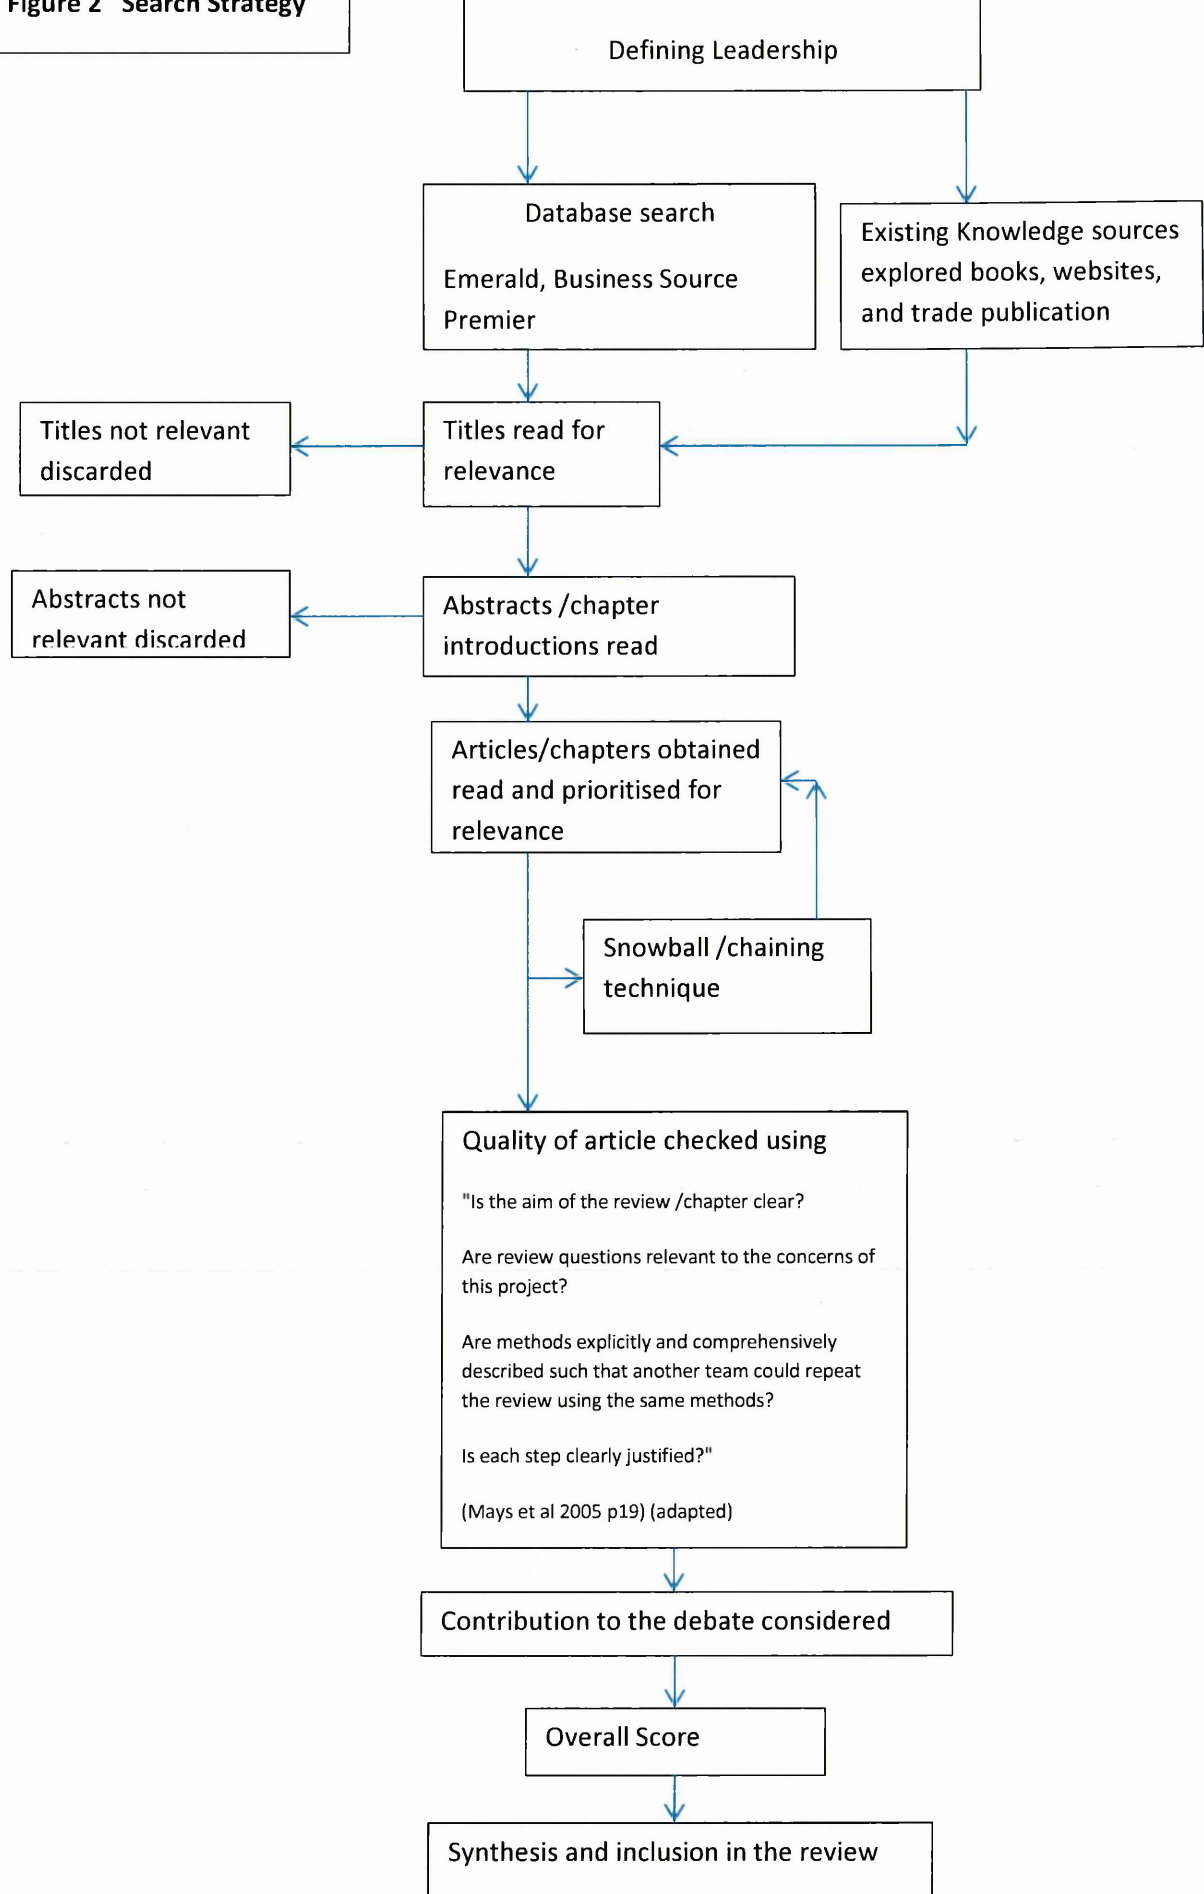 Figure 2 Search Strategy
Defining Leadership
Database search
Emerald, Business Source
Premier
Existing Knowledge sources
explored books, websites,
and trade publication
Titles not relevant
discarded
Titles read for
relevance
Abstracts not
relevant discarded
Abstracts /chapter
introductions read
Articles/chapters obtained
read and prioritised for
relevance
Snowball /chaining
technique
Quality of article checked using
"Is the aim of the review /chapter clear?
Are review questions relevant to the concerns of
this project?
Are methods explicitly and comprehensively
described such that another team could repeat
the review using the same methods?
Is each step clearly justified?"
(Mays et al 2005 p19) (adapted)
Contribution to the debate considered
Overall Score
Synthesis and inclusion in the review